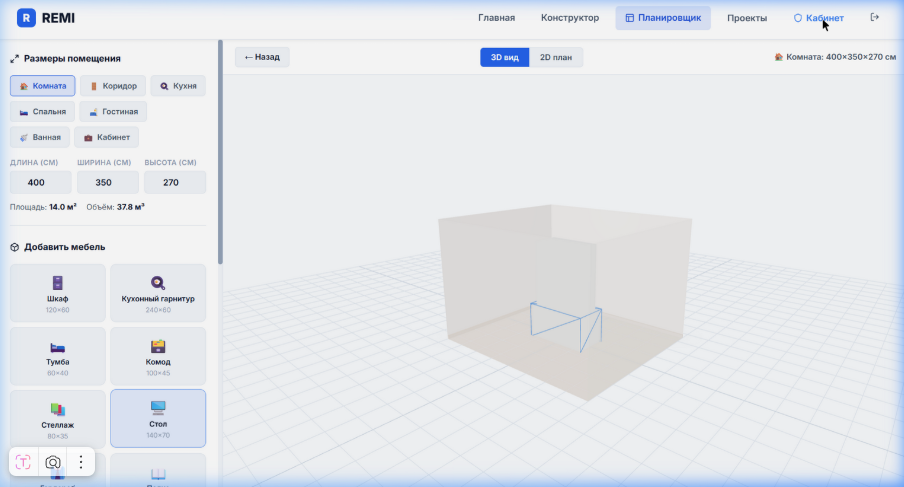 R REMI
Главная
Конструктор
Планировщик
Проекты
Кабинет
Размеры помещения
Комната
Коридор
Кухня
Спальня
Гостиная
Ванная
Кабинет
ДЛИНА (СМ)
ШИРИНА (СМ)
ВЫСОТА (СМ)
400
350
270
Площадь: 14.0 м² Объём: 37.8 м³
Добавить мебель
Шкаф
120×60
Кухонный гарнитур
240×60
Тумба
60×40
Комод
100×45
Стеллаж
80×35
Стол
140×70
← Назад
3D вид
2D план
Комната: 400×350×270 см